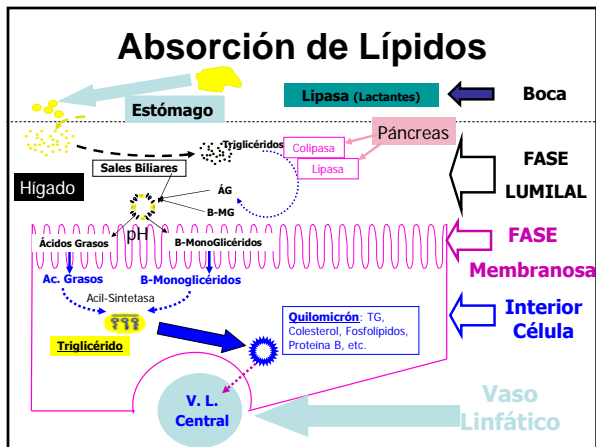 Absorción de Lípidos
Estómago
Lipasa (Lactantes)
Boca
Triglicéridos
Páncreas
Colipasa
Lipasa
Sales Biliares
Hígado
ÁG
B-MG
FASE
LUMILAL
pH
Ácidos Grasos
B-MonoGlicéridos
FASE
Membranosa
Ac. Grasos
B-Monoglicéridos
Acil-Sintetasa
Triglicérido
Quilomicrón: TG,
Colesterol, Fosfolípidos,
Proteína B, etc.
Interior
Célula
V. L.
Central
Vaso
Linfático